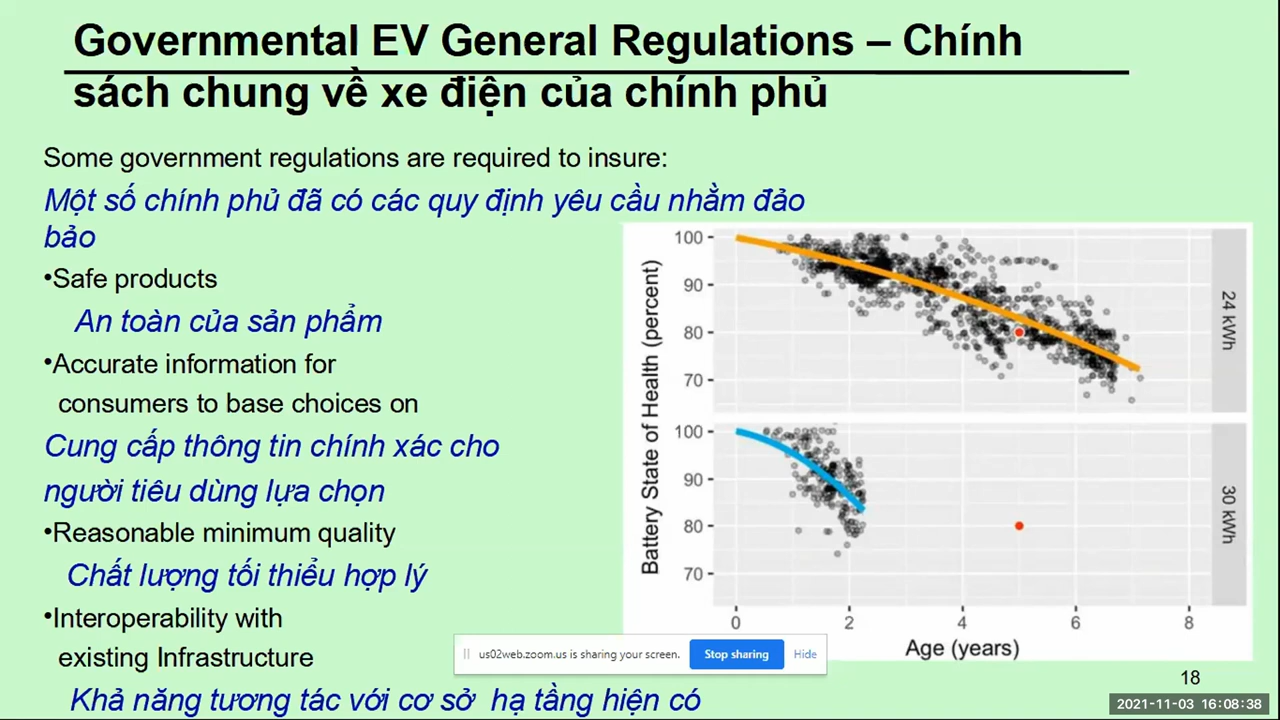 Governmental EV General Regulations – Chính
sách chung về xe điện của chính phủ
Some government regulations are required to insure:
Một số chính phủ đã có các quy định yêu cầu nhằm đảo
bảo
•Safe products
An toàn của sản phẩm
•Accurate information for
consumers to base choices on
Cung cấp thông tin chính xác cho
người tiêu dùng lựa chọn
•Reasonable minimum quality
Chất lượng tối thiểu hợp lý
•Interoperability with
existing Infrastructure
Khả năng tương tác với cơ sở hạ tầng hiện có
Battery State of Health (percent)
100
90
80
70
24 kWh
100
90
80
70
30 kWh
0 2 4 6 8
Age (years)
us02web.zoom.us is sharing your screen. Stop sharing Hide
18
2021-11-03 16:08:38